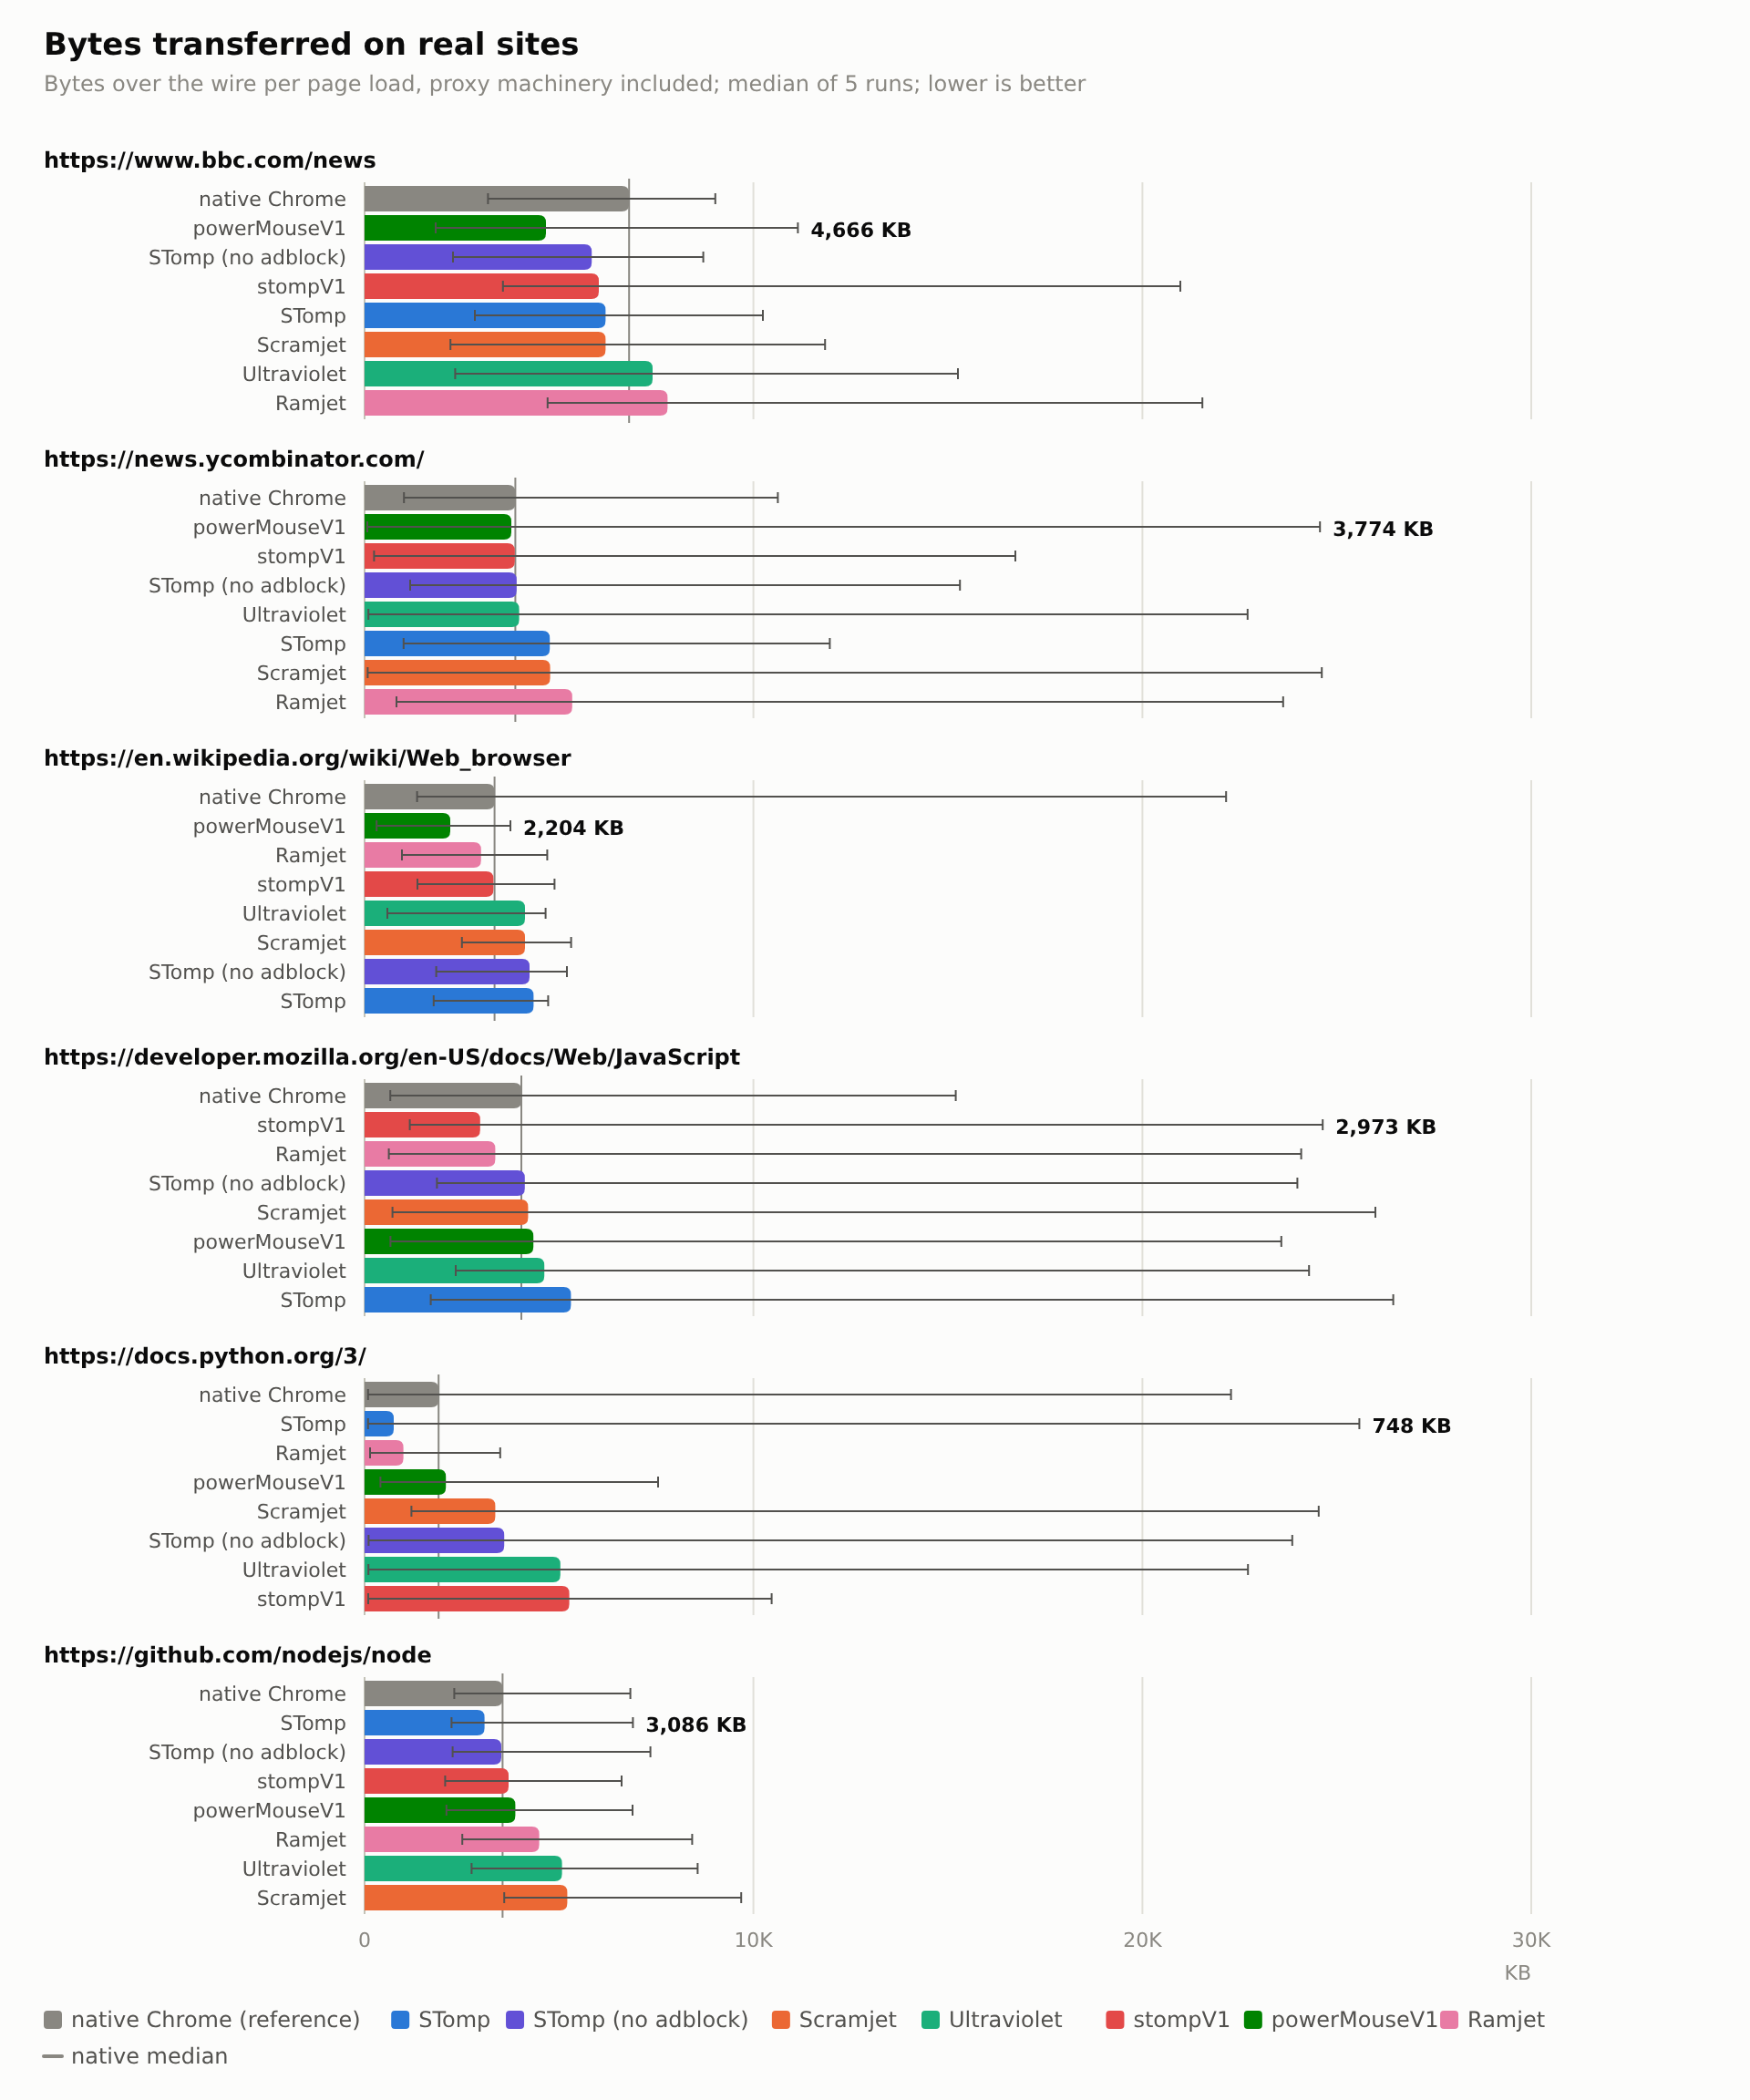 Bytes transferred on real sites
Bytes over the wire per page load, proxy machinery included; median of 5 runs; lower is better
https://www.bbc.com/news
native Chrome
powerMouseV1 4,666 KB
STomp (no adblock)
stompV1
STomp
Scramjet
Ultraviolet
Ramjet
https://news.ycombinator.com/
native Chrome
powerMouseV1 3,774 KB
stompV1
STomp (no adblock)
Ultraviolet
STomp
Scramjet
Ramjet
https://en.wikipedia.org/wiki/Web_browser
native Chrome
powerMouseV1 2,204 KB
Ramjet
stompV1
Ultraviolet
Scramjet
STomp (no adblock)
STomp
https://developer.mozilla.org/en-US/docs/Web/JavaScript
native Chrome
stompV1 2,973 KB
Ramjet
STomp (no adblock)
Scramjet
powerMouseV1
Ultraviolet
STomp
https://docs.python.org/3/
native Chrome
STomp 748 KB
Ramjet
powerMouseV1
Scramjet
STomp (no adblock)
Ultraviolet
stompV1
https://github.com/nodejs/node
native Chrome
STomp 3,086 KB
STomp (no adblock)
stompV1
powerMouseV1
Ramjet
Ultraviolet
Scramjet
0 10K 20K 30K
KB
native Chrome (reference) STomp STomp (no adblock) Scramjet Ultraviolet stompV1 powerMouseV1 Ramjet
native median